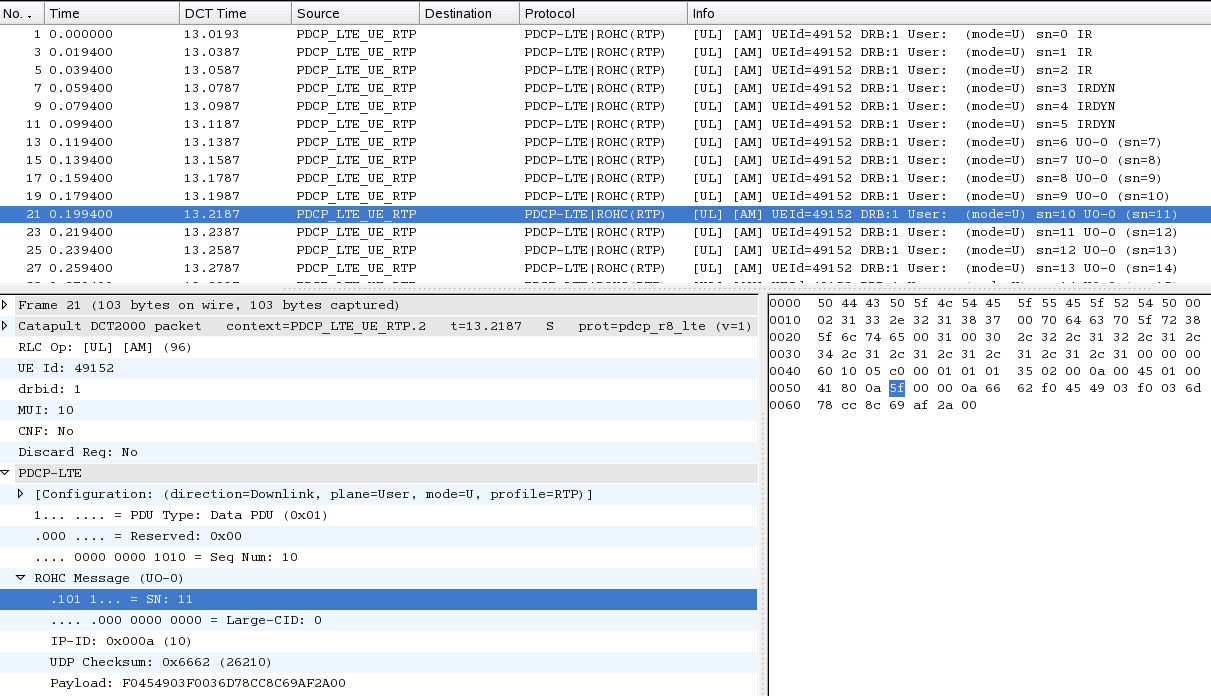 No. . Time DCT Time Source Destination Protocol Info
1 0.000000 13.0193 PDCP_LTE_UE_RTP PDCP-LTE|ROHC(RTP) [UL] [AM] UEId=49152 DRB:1 User: (mode=U) sn=0 IR
3 0.019400 13.0387 PDCP_LTE_UE_RTP PDCP-LTE|ROHC(RTP) [UL] [AM] UEId=49152 DRB:1 User: (mode=U) sn=1 IR
5 0.039400 13.0587 PDCP_LTE_UE_RTP PDCP-LTE|ROHC(RTP) [UL] [AM] UEId=49152 DRB:1 User: (mode=U) sn=2 IR
7 0.059400 13.0787 PDCP_LTE_UE_RTP PDCP-LTE|ROHC(RTP) [UL] [AM] UEId=49152 DRB:1 User: (mode=U) sn=3 IRDYN
9 0.079400 13.0987 PDCP_LTE_UE_RTP PDCP-LTE|ROHC(RTP) [UL] [AM] UEId=49152 DRB:1 User: (mode=U) sn=4 IRDYN
11 0.099400 13.1187 PDCP_LTE_UE_RTP PDCP-LTE|ROHC(RTP) [UL] [AM] UEId=49152 DRB:1 User: (mode=U) sn=5 IRDYN
13 0.119400 13.1387 PDCP_LTE_UE_RTP PDCP-LTE|ROHC(RTP) [UL] [AM] UEId=49152 DRB:1 User: (mode=U) sn=6 U0-0 (sn=7)
15 0.139400 13.1587 PDCP_LTE_UE_RTP PDCP-LTE|ROHC(RTP) [UL] [AM] UEId=49152 DRB:1 User: (mode=U) sn=7 U0-0 (sn=8)
17 0.159400 13.1787 PDCP_LTE_UE_RTP PDCP-LTE|ROHC(RTP) [UL] [AM] UEId=49152 DRB:1 User: (mode=U) sn=8 U0-0 (sn=9)
19 0.179400 13.1987 PDCP_LTE_UE_RTP PDCP-LTE|ROHC(RTP) [UL] [AM] UEId=49152 DRB:1 User: (mode=U) sn=9 U0-0 (sn=10)
21 0.199400 13.2187 PDCP_LTE_UE_RTP PDCP-LTE|ROHC(RTP) [UL] [AM] UEId=49152 DRB:1 User: (mode=U) sn=10 U0-0 (sn=11)
23 0.219400 13.2387 PDCP_LTE_UE_RTP PDCP-LTE|ROHC(RTP) [UL] [AM] UEId=49152 DRB:1 User: (mode=U) sn=11 U0-0 (sn=12)
25 0.239400 13.2587 PDCP_LTE_UE_RTP PDCP-LTE|ROHC(RTP) [UL] [AM] UEId=49152 DRB:1 User: (mode=U) sn=12 U0-0 (sn=13)
27 0.259400 13.2787 PDCP_LTE_UE_RTP PDCP-LTE|ROHC(RTP) [UL] [AM] UEId=49152 DRB:1 User: (mode=U) sn=13 U0-0 (sn=14)
Frame 21 (103 bytes on wire, 103 bytes captured)
Catapult DCT2000 packet context=PDCP_LTE_UE_RTP.2 t=13.2187 S prot=pdcp_r8_lte (v=1)
RLC Op: [UL] [AM] (96)
UE Id: 49152
drbid: 1
MUI: 10
CNF: No
Discard Req: No
PDCP-LTE
[Configuration: (direction=Downlink, plane=User, mode=U, profile=RTP)]
1... .... = PDU Type: Data PDU (0x01)
.000 .... = Reserved: 0x00
.... 0000 0000 1010 = Seq Num: 10
ROHC Message (UO-0)
.101 1... = SN: 11
.... .000 0000 0000 = Large-CID: 0
IP-ID: 0x000a (10)
UDP Checksum: 0x6662 (26210)
Payload: F0454903F0036D78CC8C69AF2A00
0000 50 44 43 50 5f 4c 54 45 5f 55 45 5f 52 54 50 00
0010 02 31 33 2e 32 31 38 37 00 70 64 63 70 5f 72 38
0020 5f 6c 74 65 00 31 00 30 2c 32 2c 31 32 2c 31 2c
0030 34 2c 31 2c 31 2c 31 2c 31 2c 31 2c 31 00 00 00
0040 60 10 05 c0 00 01 01 01 35 02 00 0a 00 45 01 00
0050 41 80 0a 5f 00 00 0a 66 62 f0 45 49 03 f0 03 6d
0060 78 cc 8c 69 af 2a 00